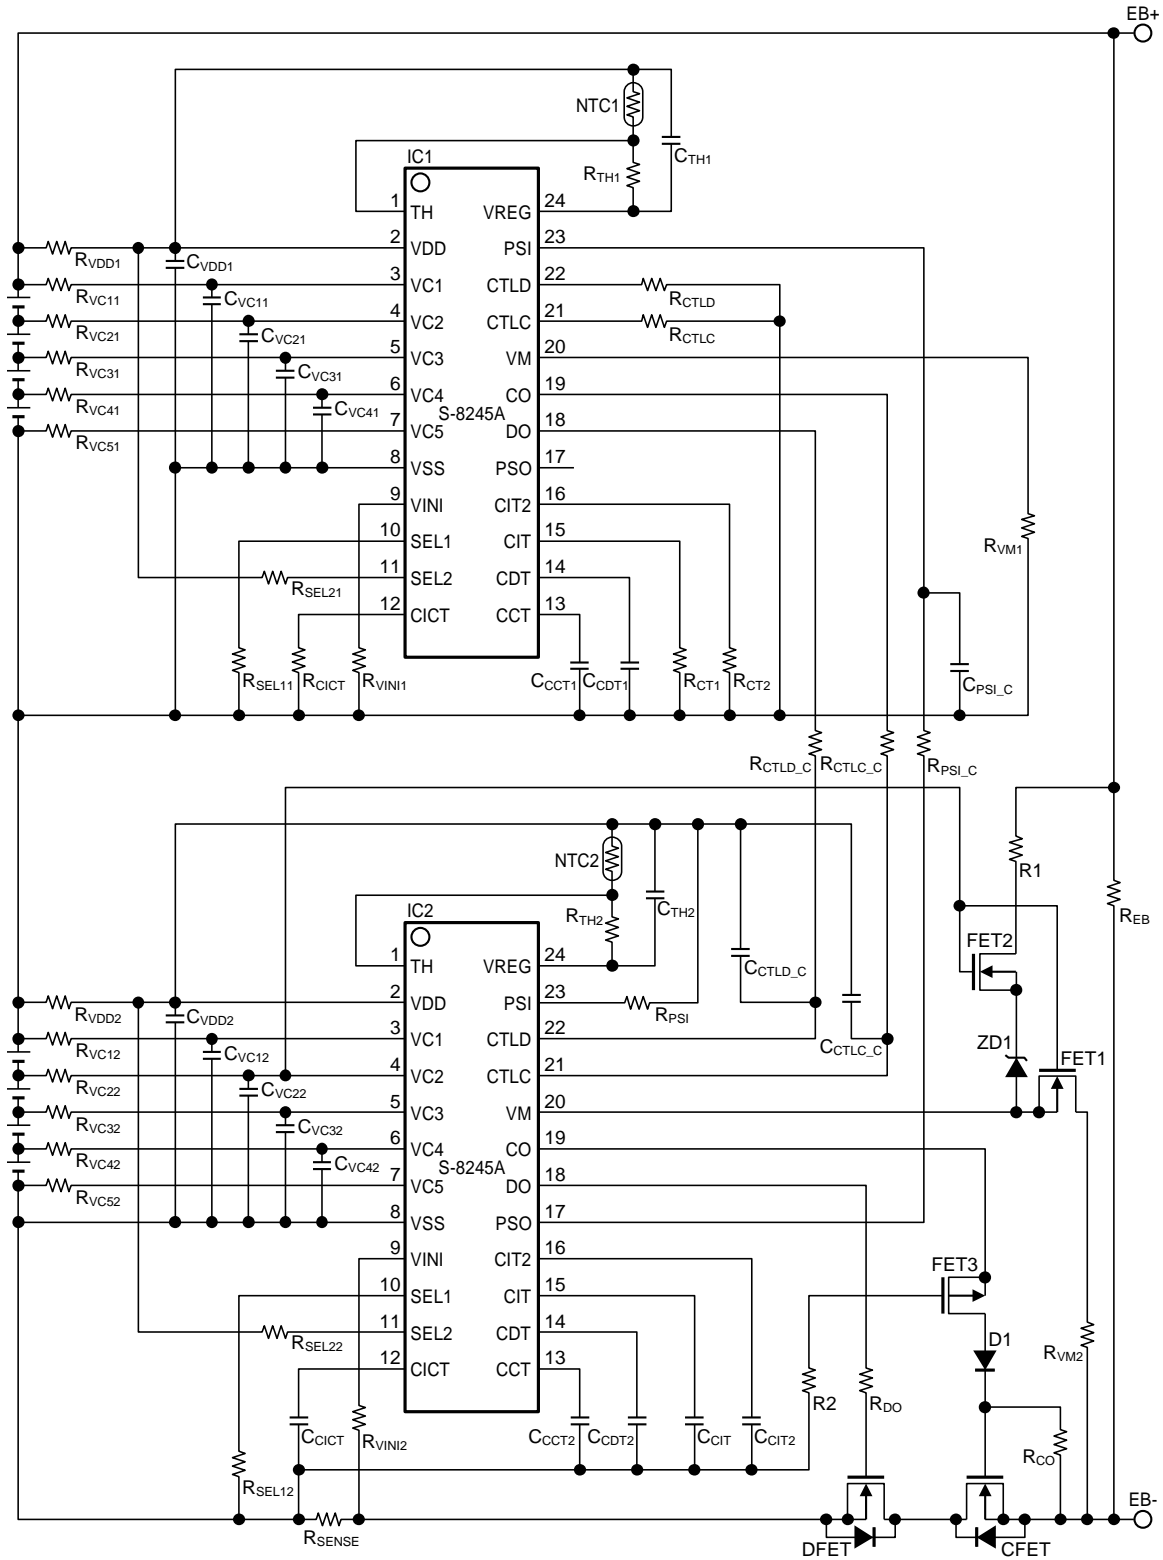 EB+
NTC1
CTH1
RTH1
IC1
1 TH VREG 24
2 VDD PSI 23
3 VC1 CTLD 22
4 VC2 CTLC 21
5 VC3 VM 20
6 VC4 CO 19
S-8245A
7 VC5 DO 18
8 VSS PSO 17
9 VINI CIT2 16
10 SEL1 CIT 15
11 SEL2 CDT 14
12 CICT CCT 13
RVDD1
CVDD1
RVC11
CVC11
RVC21
CVC21
RVC31
CVC31
RVC41
CVC41
RVC51
RCTLD
RCTLC
RVM1
RSEL21
RSEL11
RCICT
RVINI1
CCCT1
CCDT1
RCT1
RCT2
CPSI_C
RCTLD_C
RCTLC_C
RPSI_C
NTC2
RTH2
CTH2
CCTLD_C
CCTLC_C
R1
REB
FET2
ZD1
FET1
IC2
1 TH VREG 24
2 VDD PSI 23
3 VC1 CTLD 22
4 VC2 CTLC 21
5 VC3 VM 20
6 VC4 CO 19
S-8245A
7 VC5 DO 18
8 VSS PSO 17
9 VINI CIT2 16
10 SEL1 CIT 15
11 SEL2 CDT 14
12 CICT CCT 13
RPSI
RVDD2
CVDD2
RVC12
CVC12
RVC22
CVC22
RVC32
CVC32
RVC42
CVC42
RVC52
FET3
D1
RVM2
RSEL22
R2
RDO
RCO
CCICT
RVINI2
CCCT2
CCDT2
CCIT
CCIT2
RSEL12
RSENSE
DFET
CFET
EB-